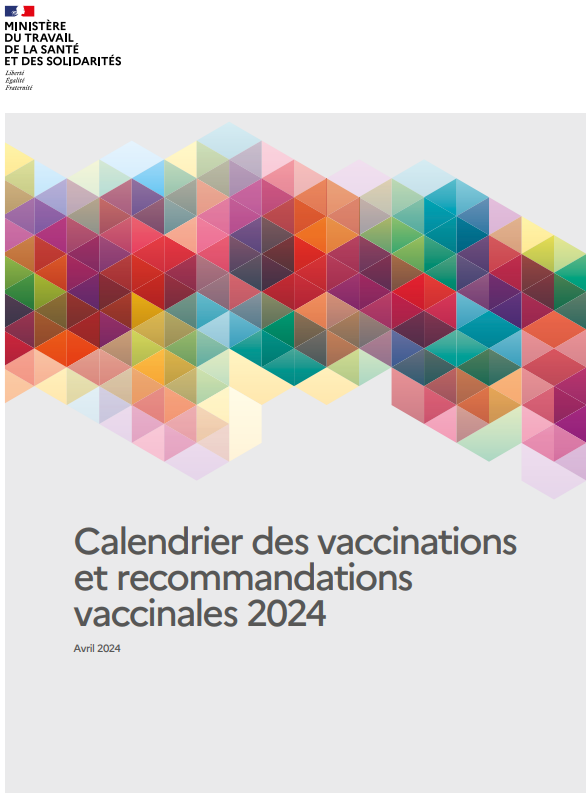 MINISTÈRE
DU TRAVAIL
DE LA SANTÉ
ET DES SOLIDARITÉS
Liberté
Égalité
Fraternité
Calendrier des vaccinations
et recommandations
vaccinales 2024
Avril 2024